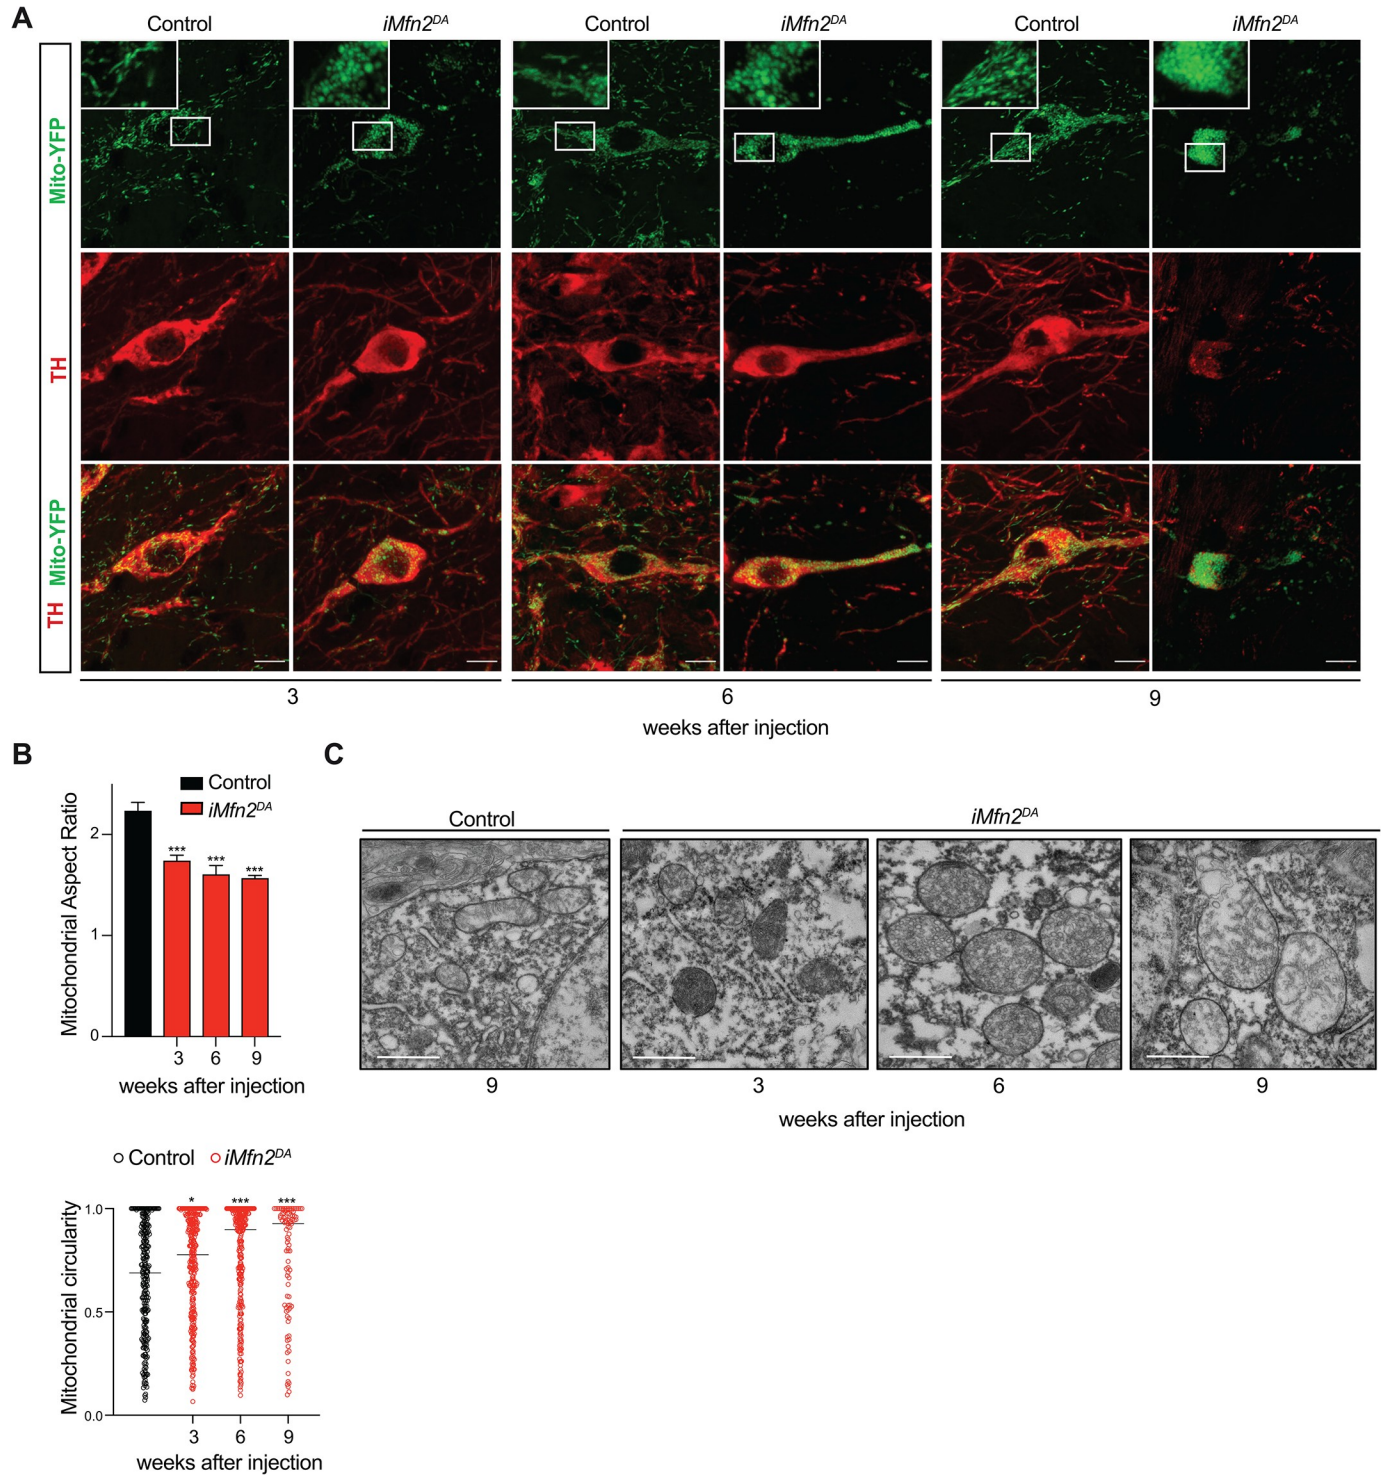 A
Control
iMfn2DA
Control
iMfn2DA
Control
iMfn2DA
Mito-YFP
TH
TH Mito-YFP
3
6
9
weeks after injection
B
Control
iMfn2DA
Mitochondrial Aspect Ratio
2
1
0
***
***
***
3
6
9
weeks after injection
Control
iMfn2DA
Mitochondrial circularity
1.0
0.5
0.0
*
***
***
3
6
9
weeks after injection
C
Control
iMfn2DA
9
3
6
9
weeks after injection